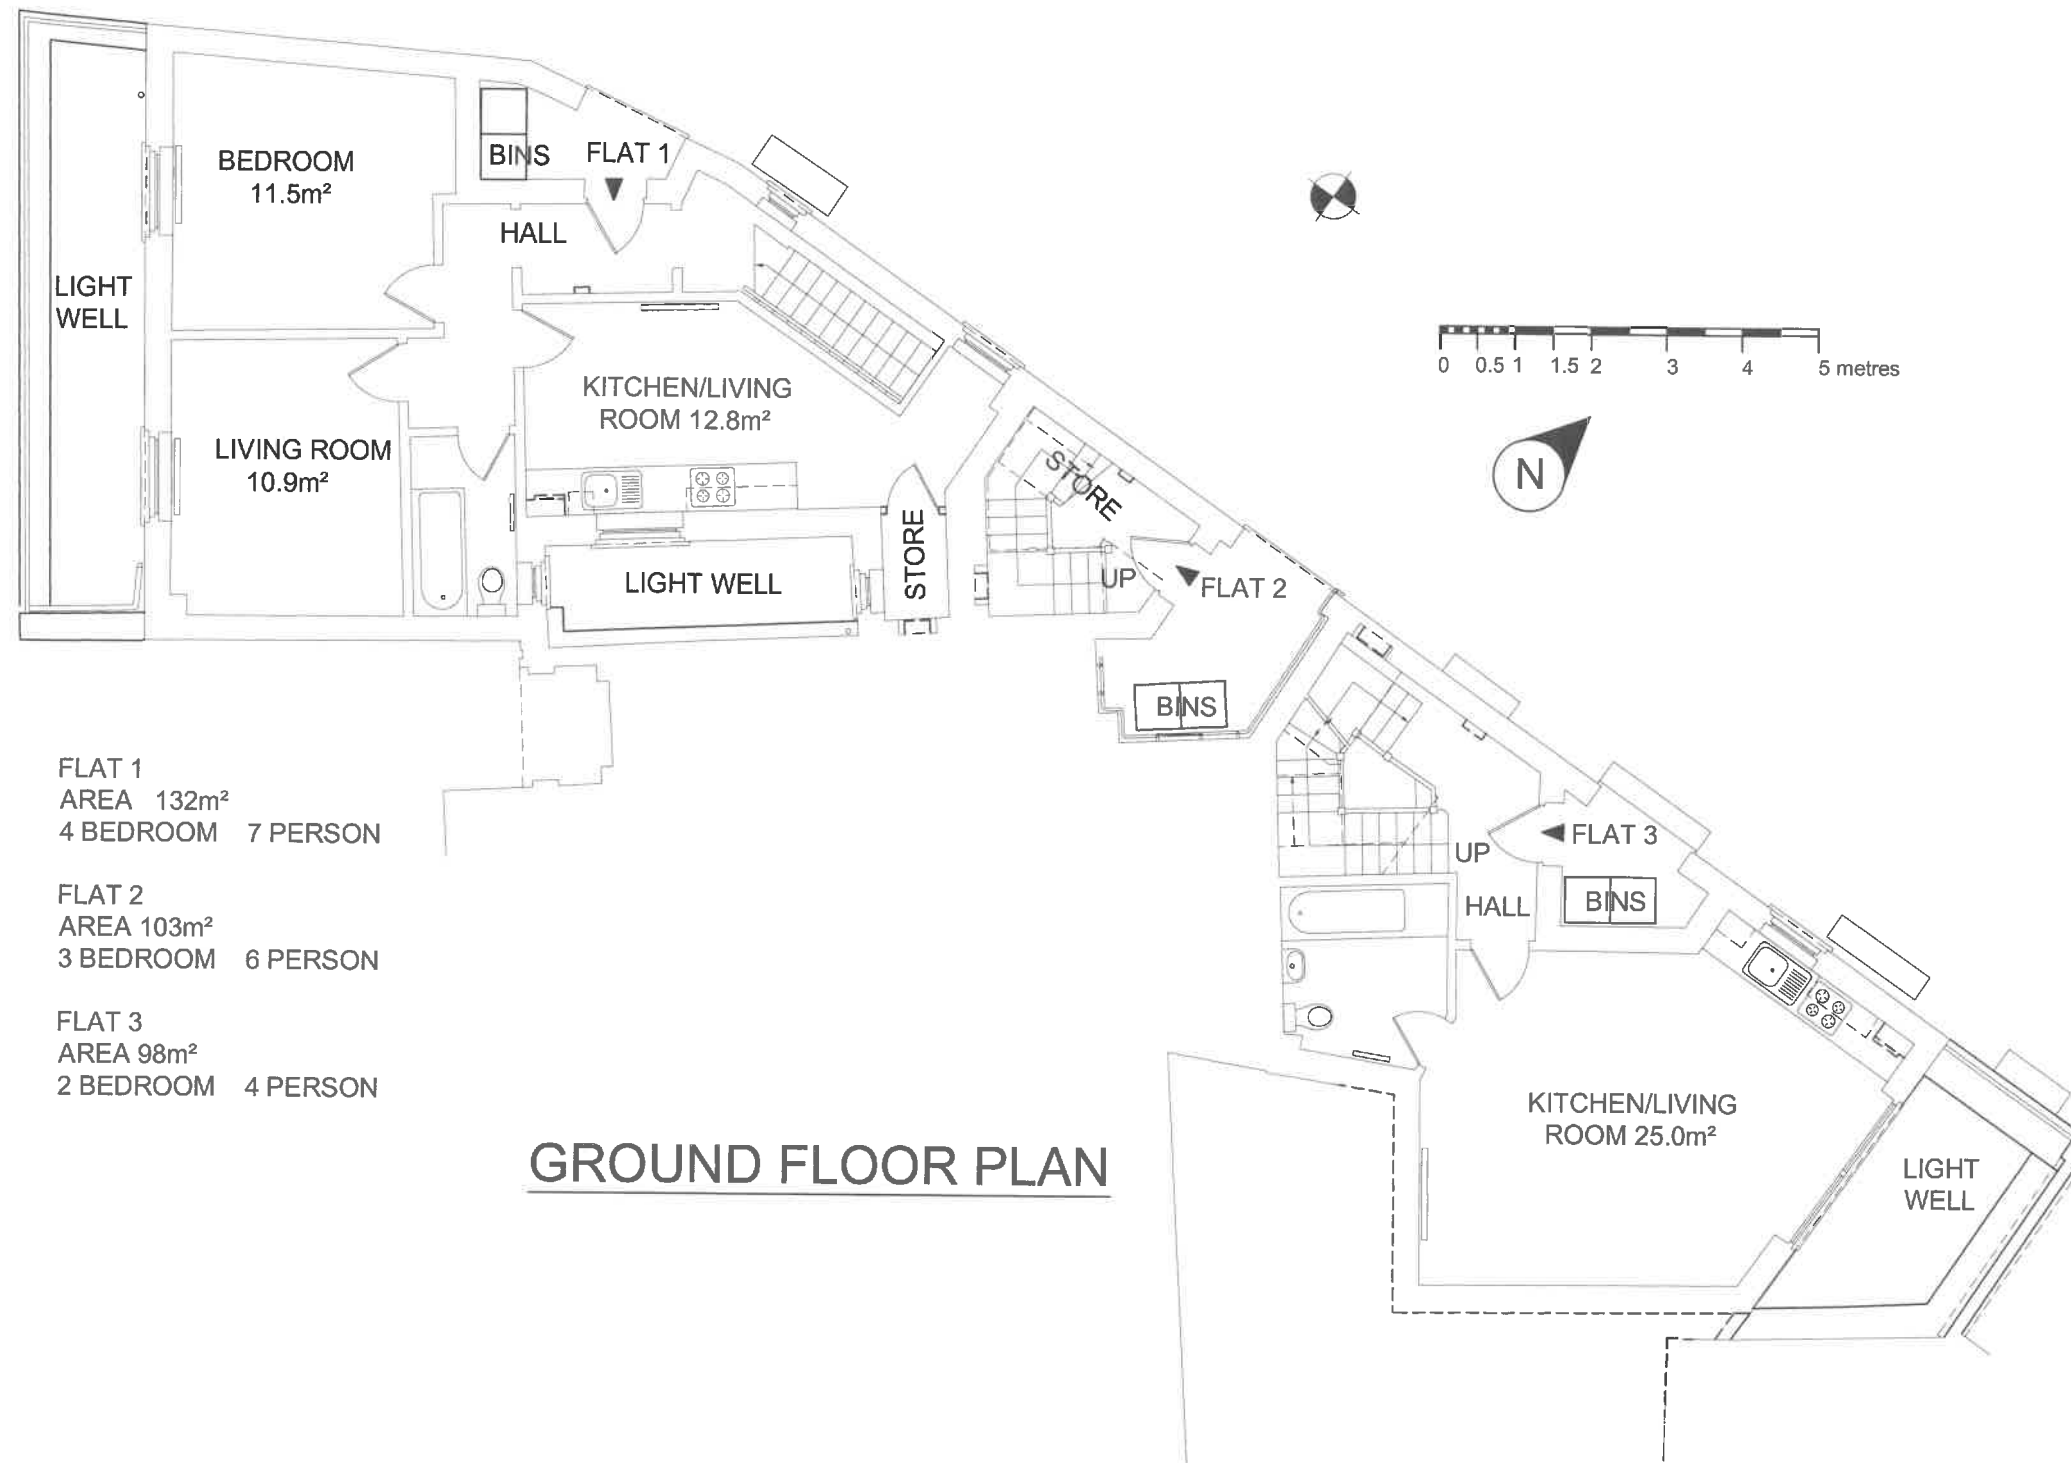 BEDROOM
11.5m²
BINS
FLAT 1
HALL
LIGHT
WELL
KITCHEN/LIVING
ROOM 12.8m²
LIVING ROOM
10.9m²
LIGHT WELL
STORE
STORE
UP
FLAT 2
BINS
0 0.5 1 1.5 2 3 4 5 metres
N
UP
FLAT 3
HALL
BINS
KITCHEN/LIVING
ROOM 25.0m²
LIGHT
WELL
FLAT 1
AREA 132m²
4 BEDROOM 7 PERSON
FLAT 2
AREA 103m²
3 BEDROOM 6 PERSON
FLAT 3
AREA 98m²
2 BEDROOM 4 PERSON
GROUND FLOOR PLAN